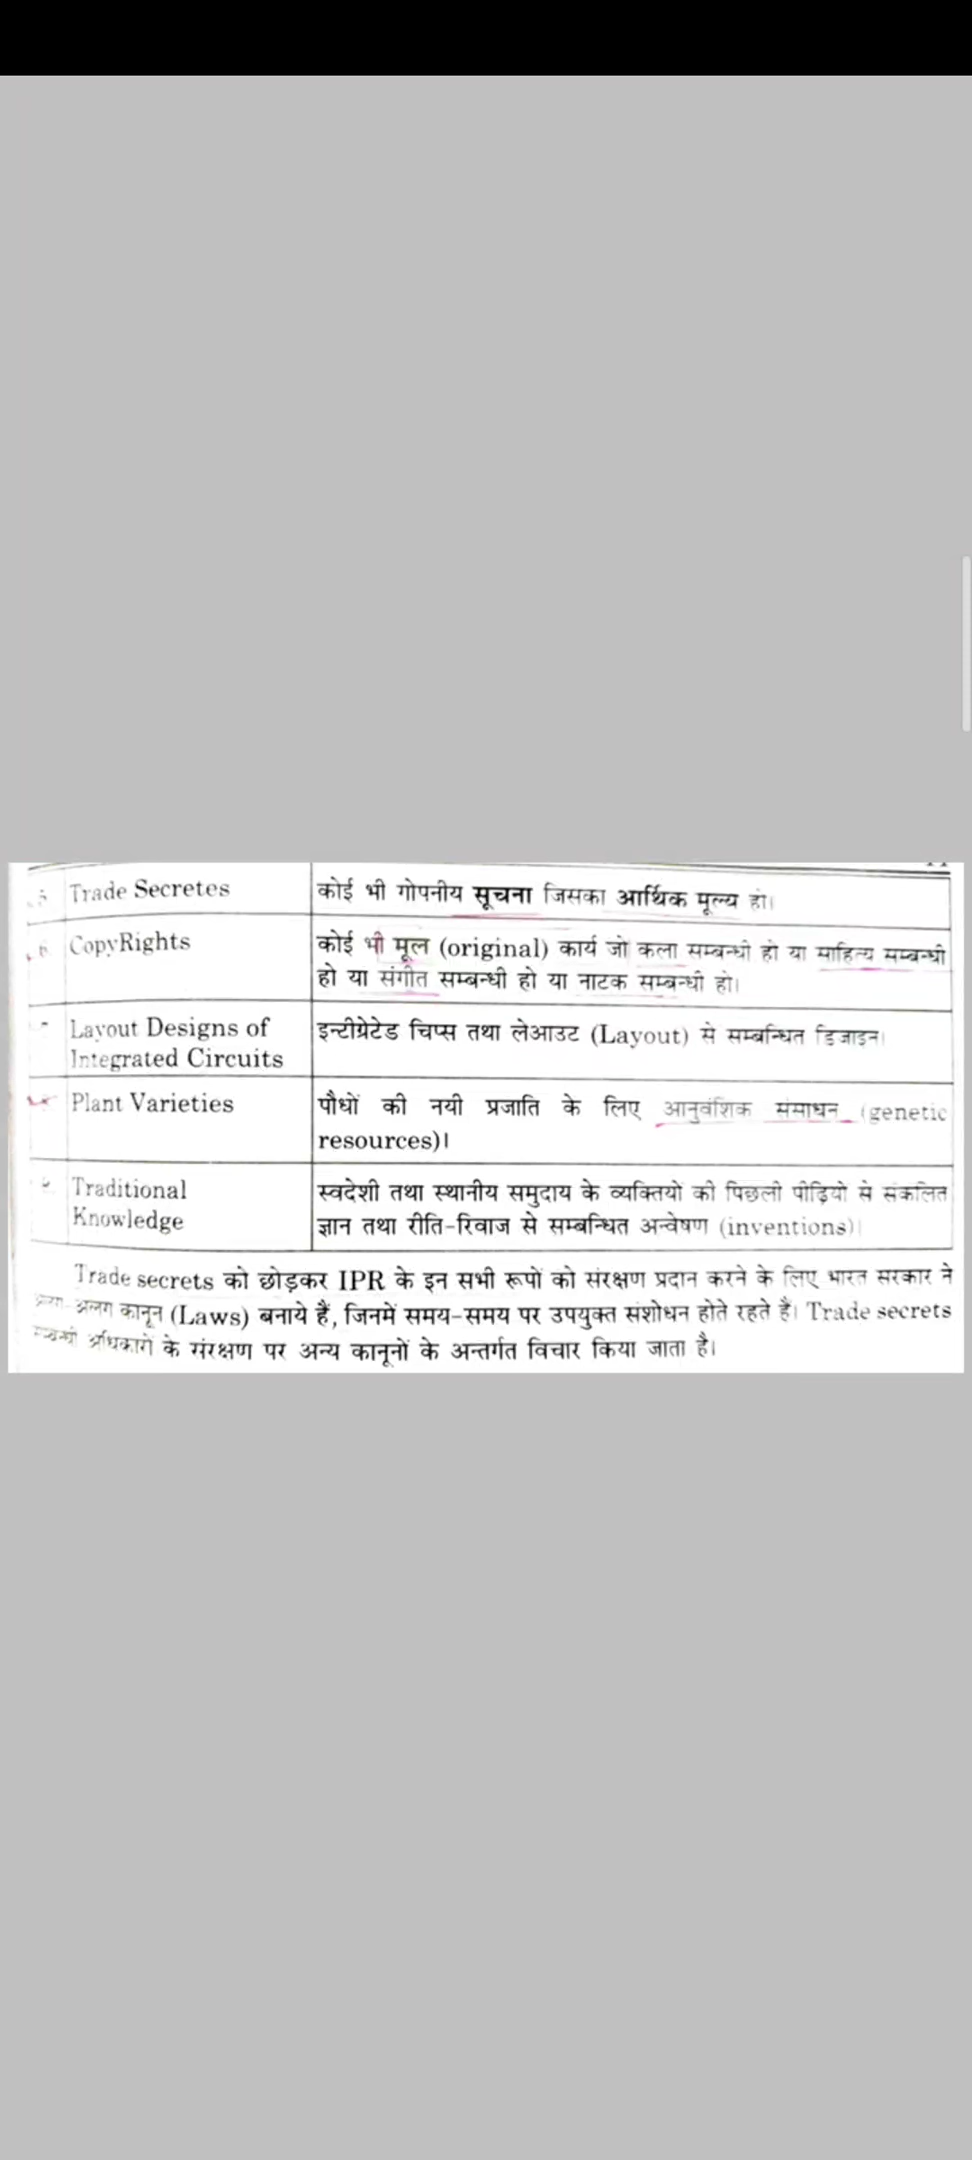 5. Trade Secretes कोई भी गोपनीय सूचना जिसका आर्थिक मूल्य हो।
6. CopyRights कोई भी मूल (original) कार्य जो कला सम्बन्धी हो या साहित्य सम्बन्धी
हो या संगीत सम्बन्धी हो या नाटक सम्बन्धी हो।
Layout Designs of इन्टीग्रेटेड चिप्स तथा लेआउट (Layout) से सम्बन्धित डिजाइन।
Integrated Circuits
Plant Varieties पौधों की नयी प्रजाति के लिए आनुवंशिक संसाधन (genetic
resources)।
Traditional स्वदेशी तथा स्थानीय समुदाय के व्यक्तियो की पिछली पीढ़ियो से संकलित
Knowledge ज्ञान तथा रीति-रिवाज से सम्बन्धित अन्वेषण (inventions)।
Trade secrets को छोड़कर IPR के इन सभी रूपों को संरक्षण प्रदान करने के लिए भारत सरकार ने
अलग-अलग कानून (Laws) बनाये हैं, जिनमें समय-समय पर उपयुक्त संशोधन होते रहते हैं। Trade secrets
सम्बन्धी अधिकारों के संरक्षण पर अन्य कानूनों के अन्तर्गत विचार किया जाता है।